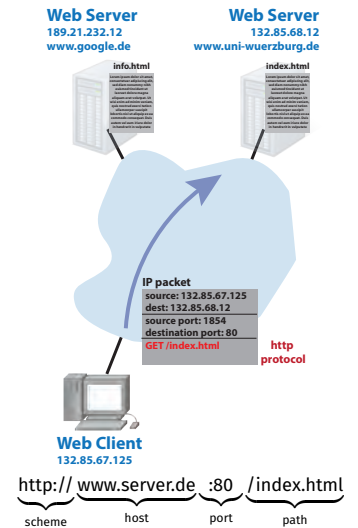 Web Server
189.21.232.12
www.google.de
Web Server
132.85.68.12
www.uni-wuerzburg.de
info.html
index.html
IP packet
source: 132.85.67.125
dest: 132.85.68.12
source port: 1854
destination port: 80
GET /index.html
http
protocol
Web Client
132.85.67.125
http:// www.server.de :80 /index.html
scheme host port path